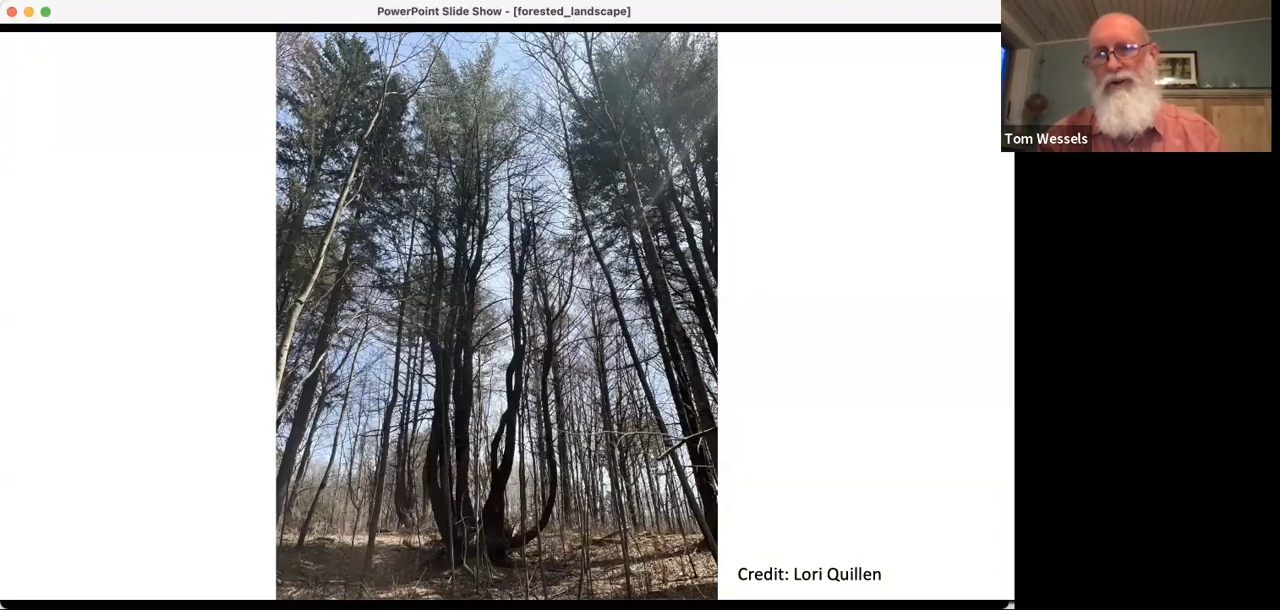 PowerPoint Slide Show - [forested_landscape]
Tom Wessels
Credit: Lori Quillen